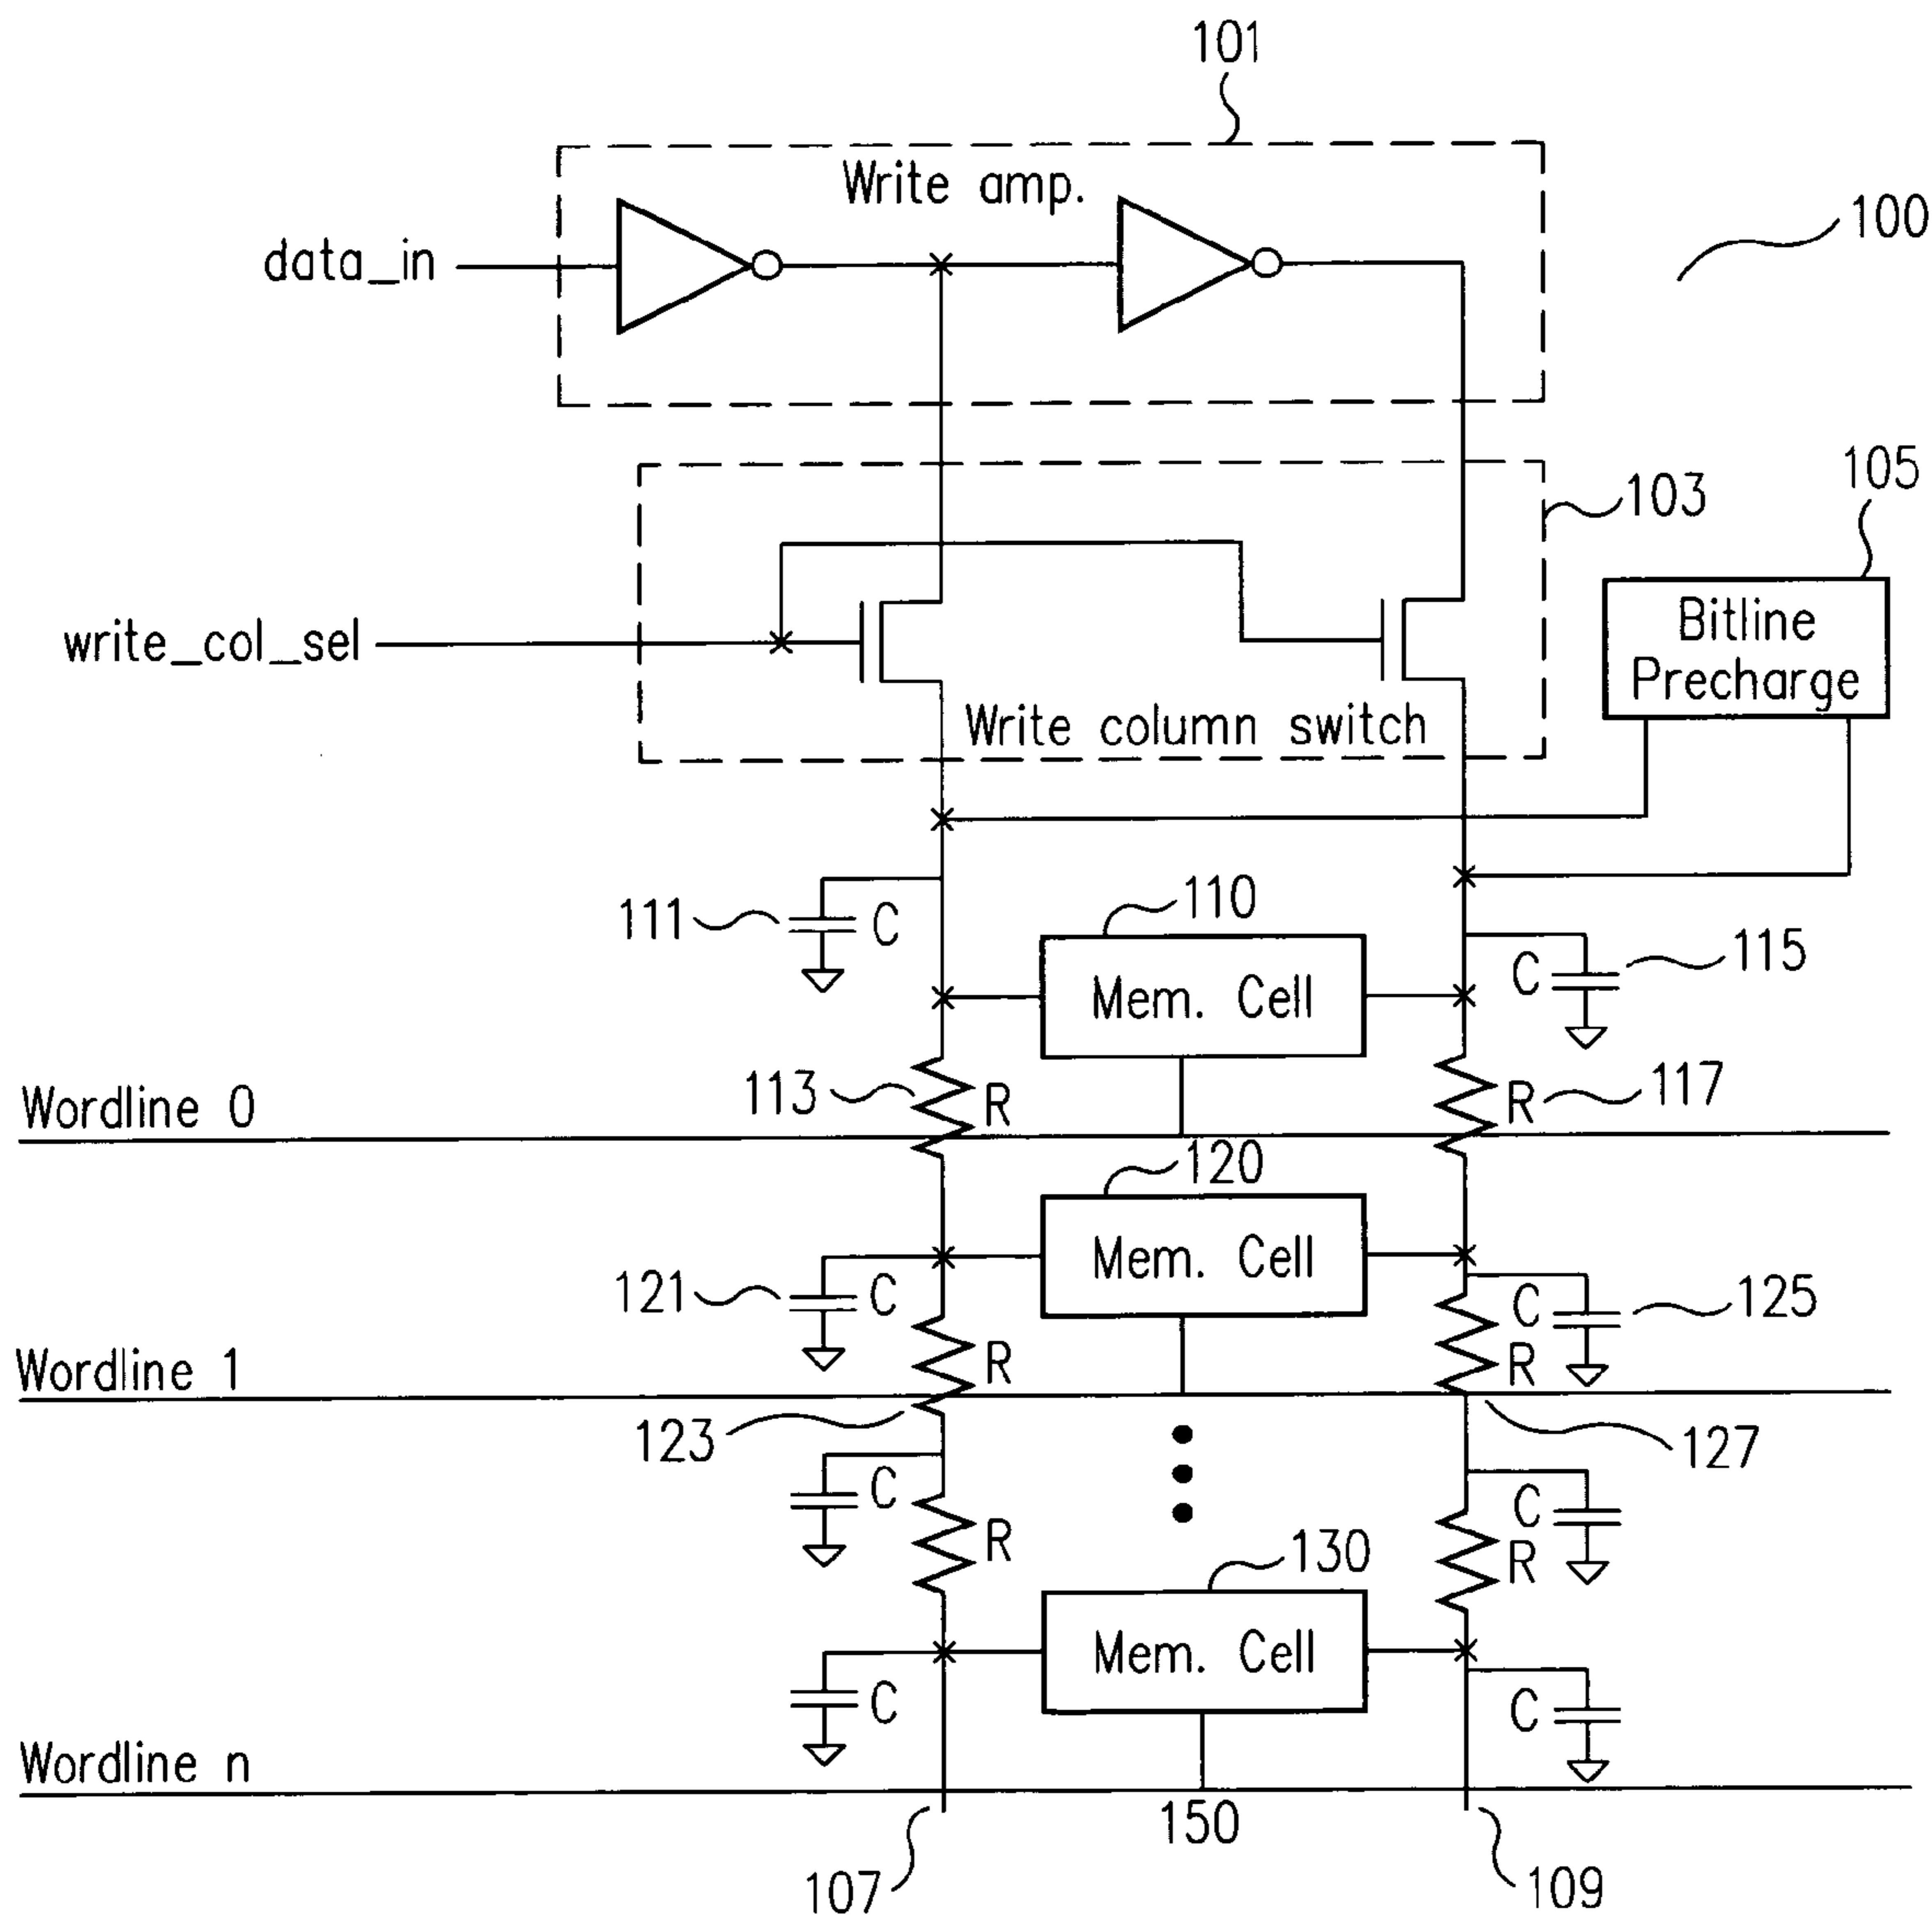 101
Write amp.
100
data_in
105
103
Bitline
Precharge
write_col_sel
Write column switch
110
111
C
115
C
Mem. Cell
113
R
R
117
Wordline 0
120
Mem. Cell
121
C
C
125
R
R
Wordline 1
123
127
C
C
R
R
130
Mem. Cell
C
C
Wordline n
150
107
109